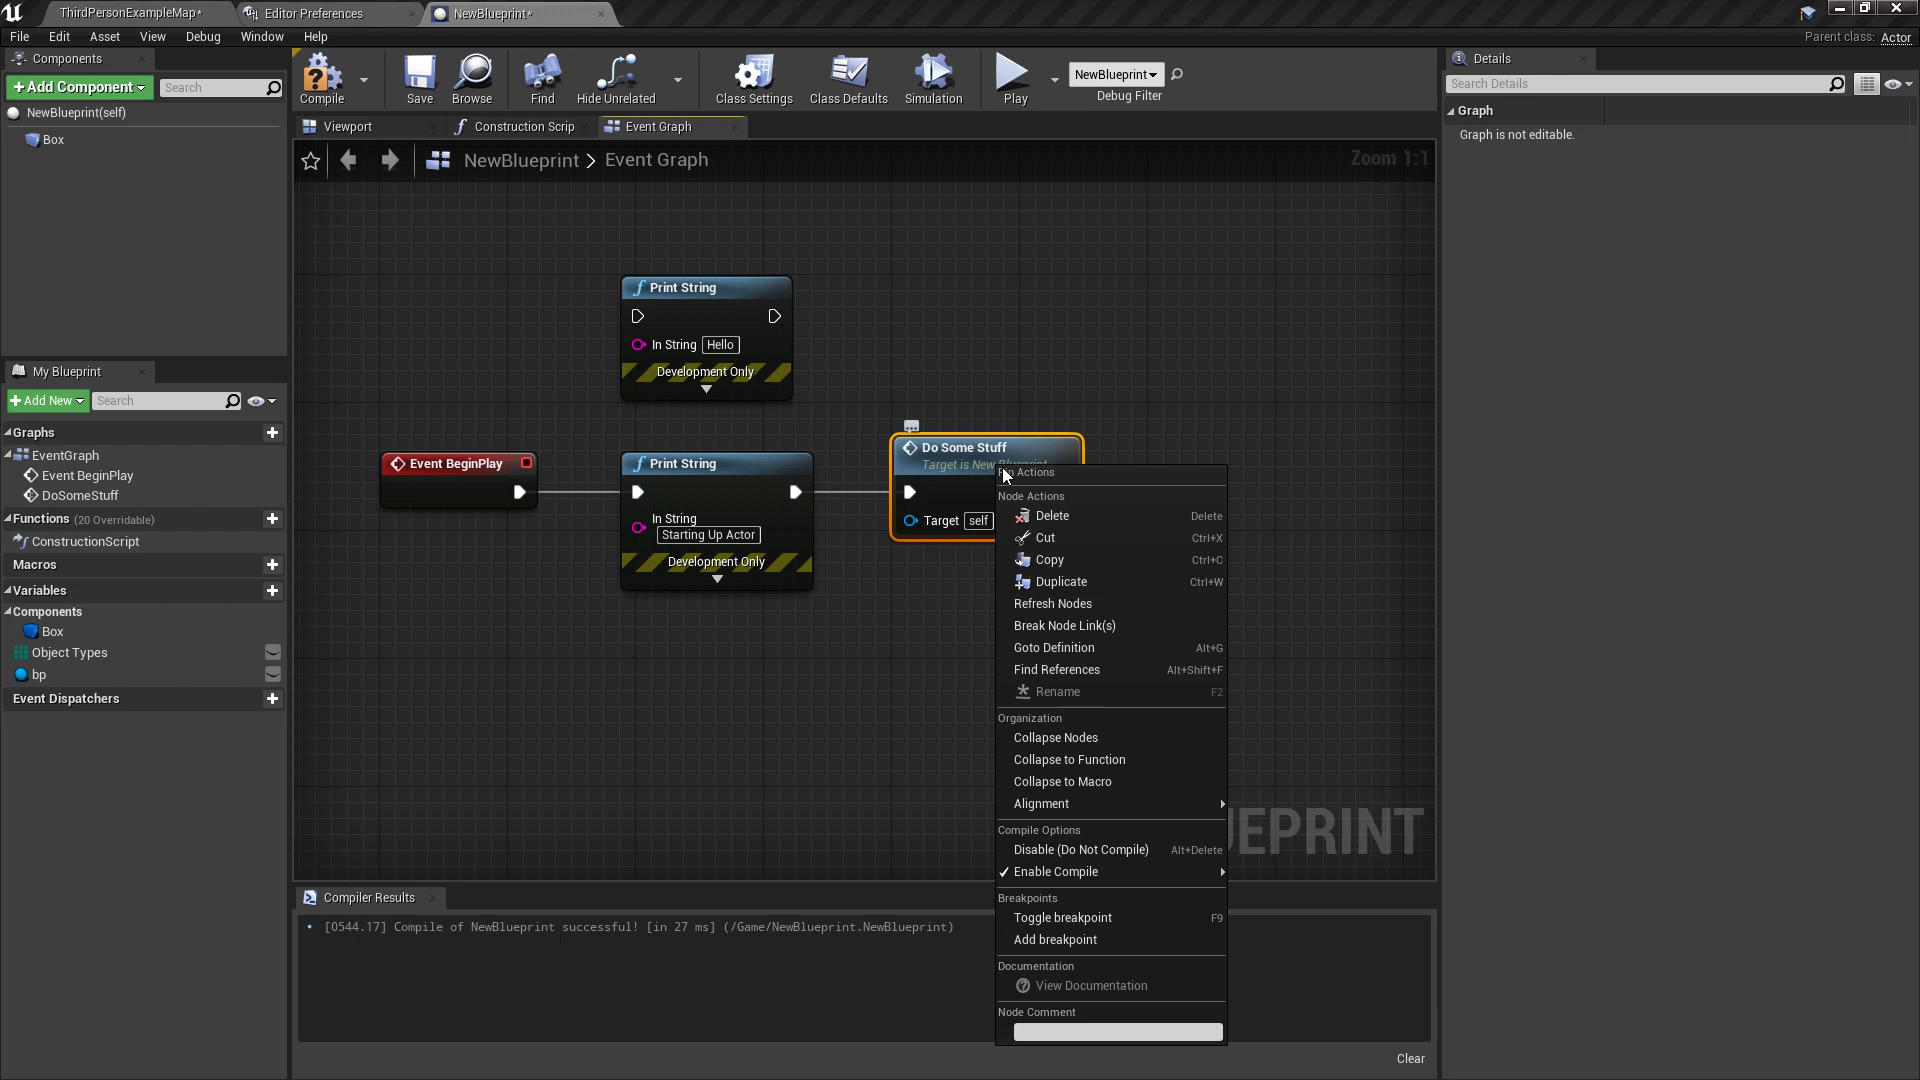 ThirdPersonExampleMap*
Editor Preferences
NewBlueprint*
File Edit Asset View Debug Window Help
Parent class: Actor
Components
+Add Component
Search
NewBlueprint(self)
Box
Compile
Save
Browse
Find
Hide Unrelated
Class Settings
Class Defaults
Simulation
Play
NewBlueprint
Debug Filter
Details
Search Details
Graph
Graph is not editable.
Viewport
Construction Scrip
Event Graph
NewBlueprint > Event Graph
Zoom 1:1
My Blueprint
+Add New
Search
Graphs
EventGraph
Event BeginPlay
DoSomeStuff
Functions (20 Overridable)
ConstructionScript
Macros
Variables
Components
Box
Object Types
bp
Event Dispatchers
Print String
In String Hello
Development Only
Event BeginPlay
Print String
In String
Starting Up Actor
Development Only
Do Some Stuff
Target is New Blueprint
Target self
Actions
Node Actions
Delete Delete
Cut Ctrl+X
Copy Ctrl+C
Duplicate Ctrl+W
Refresh Nodes
Break Node Link(s)
Goto Definition Alt+G
Find References Alt+Shift+F
Rename F2
Organization
Collapse Nodes
Collapse to Function
Collapse to Macro
Alignment
Compile Options
Disable (Do Not Compile) Alt+Delete
Enable Compile
Breakpoints
Toggle breakpoint F9
Add breakpoint
Documentation
View Documentation
Node Comment
EPRINT
Compiler Results
• [0544.17] Compile of NewBlueprint successful! [in 27 ms] (/Game/NewBlueprint.NewBlueprint)
Clear